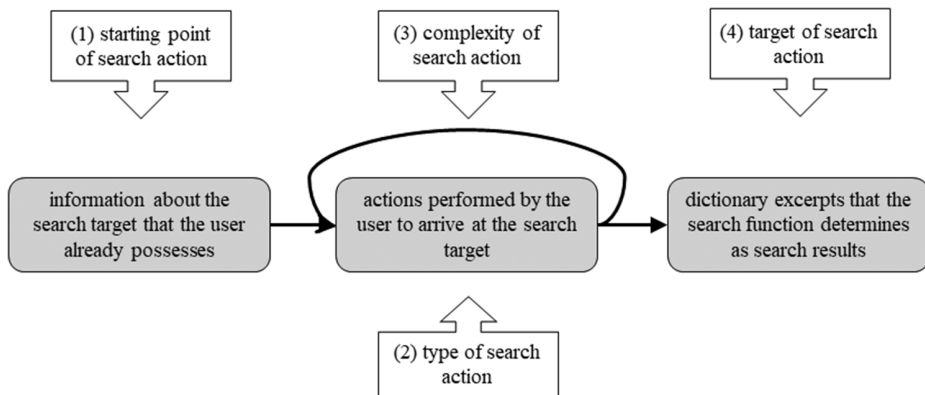 (1) starting point
of search action
(3) complexity of
search action
(4) target of search
action
information about the
search target that the user
already possesses
actions performed by the
user to arrive at the search
target
dictionary excerpts that the
search function determines
as search results
(2) type of search
action